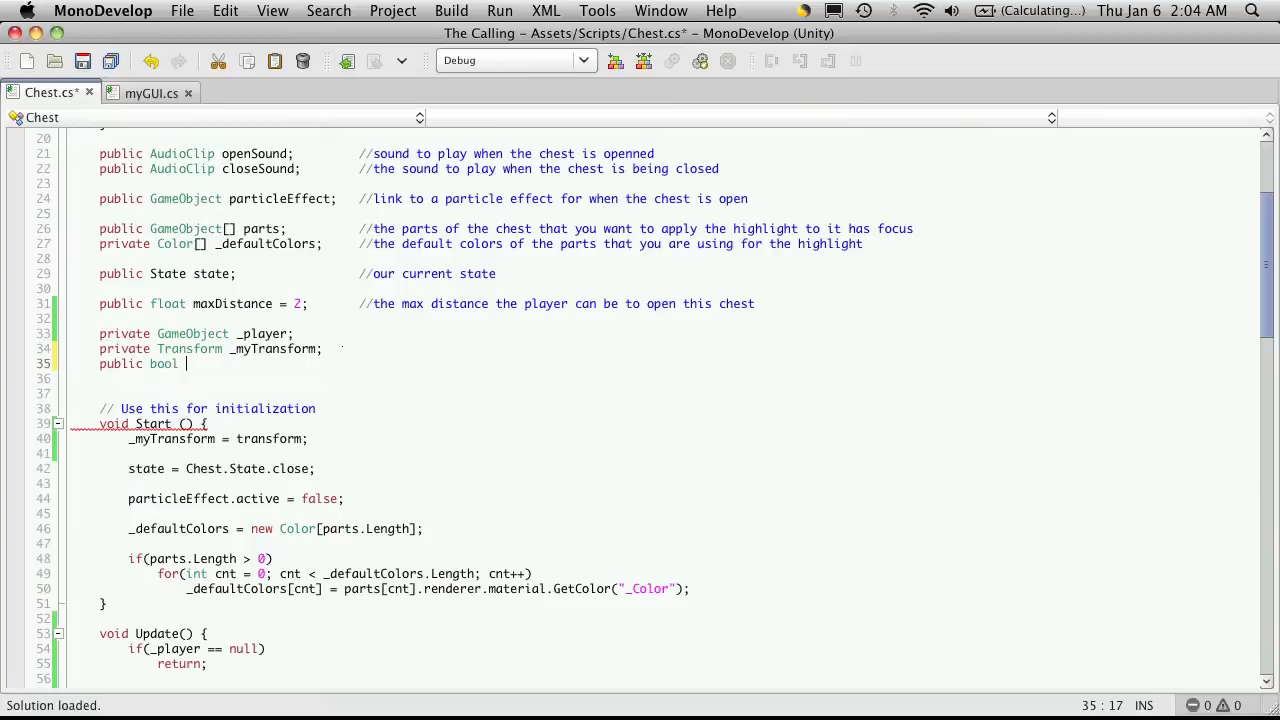 MonoDevelop File Edit View Search Project Build Run XML Tools Window Help (Calculating...) Thu Jan 6 2:04 AM
The Calling - Assets/Scripts/Chest.cs* - MonoDevelop (Unity)
Debug
Chest.cs* myGUI.cs
Chest
20
21 public AudioClip openSound; //sound to play when the chest is openned
22 public AudioClip closeSound; //the sound to play when the chest is being closed
23
24 public GameObject particleEffect; //link to a particle effect for when the chest is open
25
26 public GameObject[] parts; //the parts of the chest that you want to apply the highlight to it has focus
27 private Color[] _defaultColors; //the default colors of the parts that you are using for the highlight
28
29 public State state; //our current state
30
31 public float maxDistance = 2; //the max distance the player can be to open this chest
32
33 private GameObject _player;
34 private Transform _myTransform;
35 public bool
36
37
38 // Use this for initialization
39 void Start () {
40 _myTransform = transform;
41
42 state = Chest.State.close;
43
44 particleEffect.active = false;
45
46 _defaultColors = new Color[parts.Length];
47
48 if(parts.Length > 0)
49 for(int cnt = 0; cnt < _defaultColors.Length; cnt++)
50 _defaultColors[cnt] = parts[cnt].renderer.material.GetColor("_Color");
51 }
52
53 void Update() {
54 if(_player == null)
55 return;
56
Solution loaded. 35 : 17 INS 0 0